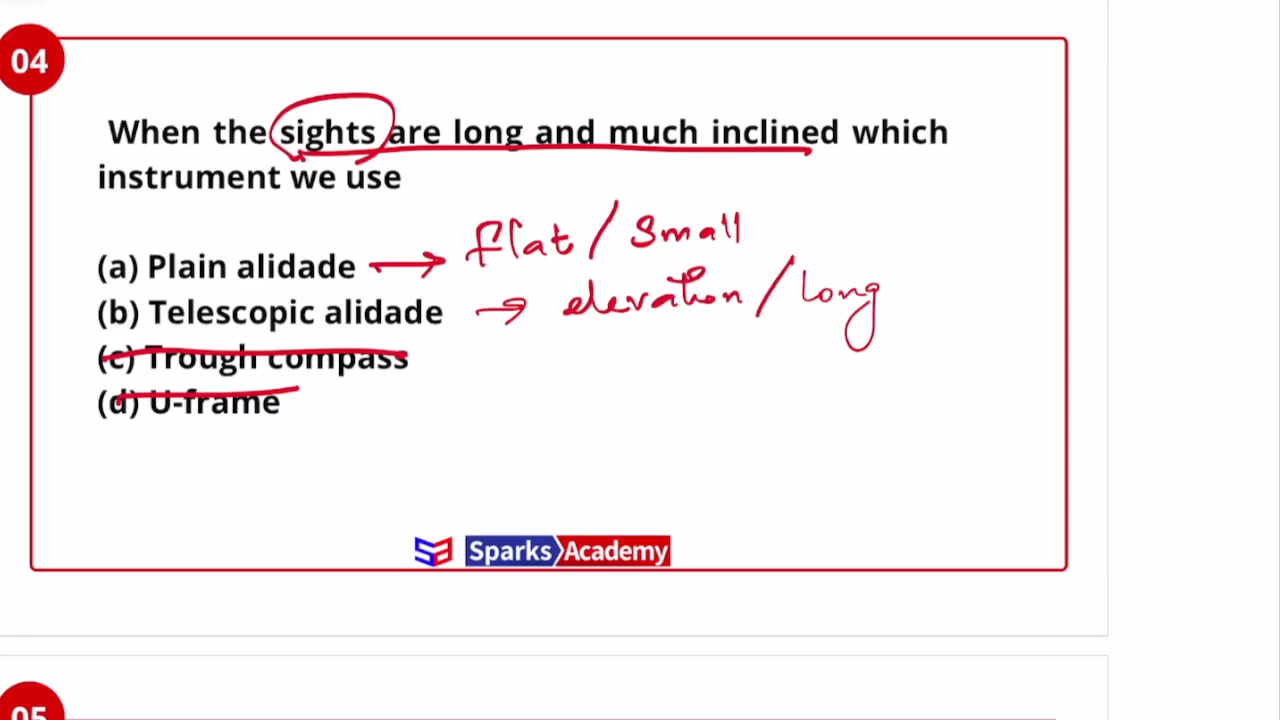 04
When the sights are long and much inclined which
instrument we use
(a) Plain alidade → flat / Small
(b) Telescopic alidade → elevation / Long
(c) Trough compass
(d) U-frame
Sparks Academy
05